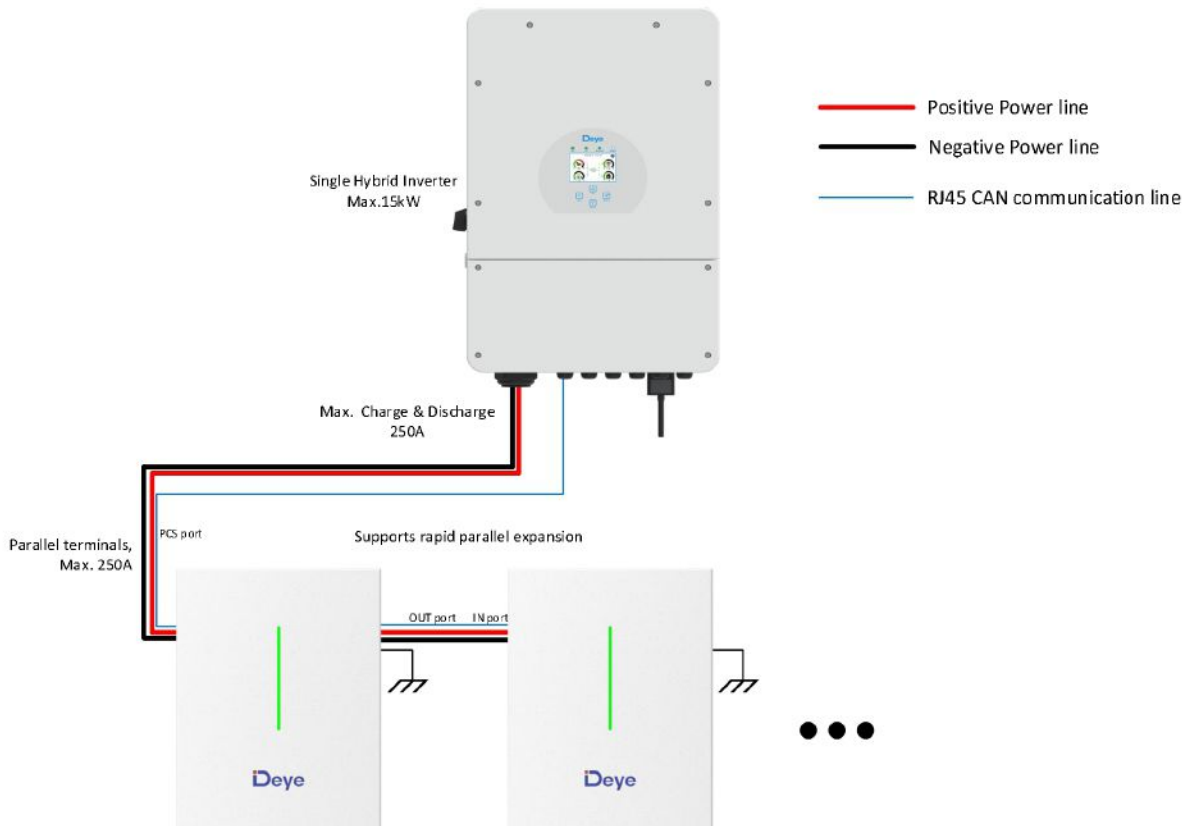 Deye
Positive Power line
Negative Power line
RJ45 CAN communication line
Single Hybrid Inverter
Max.15kW
Max. Charge & Discharge
250A
PCS port
Parallel terminals,
Max. 250A
Supports rapid parallel expansion
OUT port
IN port
Deye
Deye